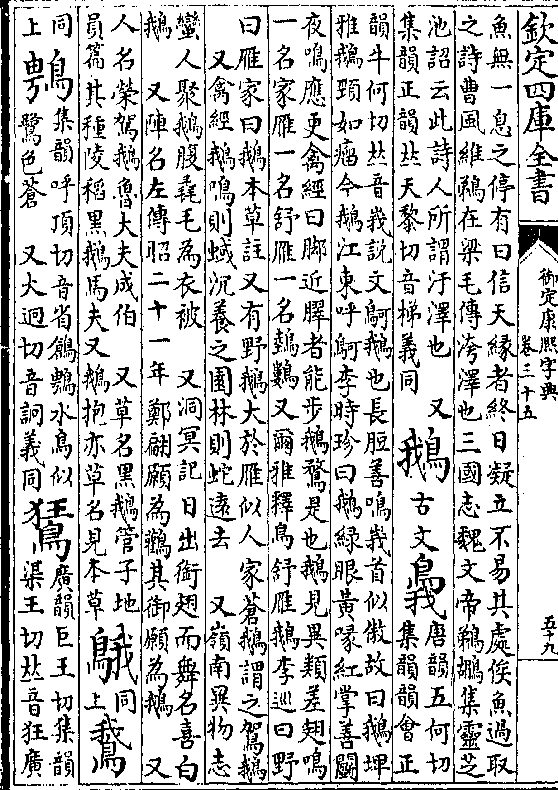 欽定四庫全書
御定康熙字典
卷三十五
五十九
魚無一息之停有曰信天緣者終日凝立不易其處俟魚過取
之詩曹風維鵜在梁毛傳洿澤也三國志魏文帝鵜鶘集靈芝
池詔云此詩人所謂汙澤也 又集韻正韻𠀤天黎切音梯義同
鵝 古文䳘 唐韻五何切集韻韻會正韻牛何切𠀤音莪說文鴚鵝也長脰善鳴莪首似傲故曰鵝埤
雅鵝頸如瘤今鵝江東呼鴚李時珍曰鵝綠眼黃喙紅掌善鬭
夜鳴應更禽經曰脚近臎者能步鵝鶩是也鵝見異類差翅鳴
一名家雁一名舒雁一名鵱鷜又爾雅釋鳥舒雁鵝李巡曰野
曰雁家曰鵝本草註又有野鵝大於雁似人家蒼鵝謂之鴐鵝
又禽經鵝鳴則蜮沉養之園林則蛇遠去 又嶺南異物志
蠻人聚鵝腹毳毛為衣被 又洞冥記日出銜翅而舞名喜白
鵝 又陣名左傳昭二十一年鄭翩願為鸛其御願為鵝 又
人名榮鴐鵝魯大夫成伯 又草名黑鵝管子地
員篇其種陵稻黑鵝馬夫又鵝抱亦草名見本草
䳗 同上 䳘 同上
鳥 集韻呼頂切音省鶺鸚水鳥似
鷺色蒼 又大迥切音詗義同
鵟 廣韻巨王切集韻
渠王切𠀤音狂廣